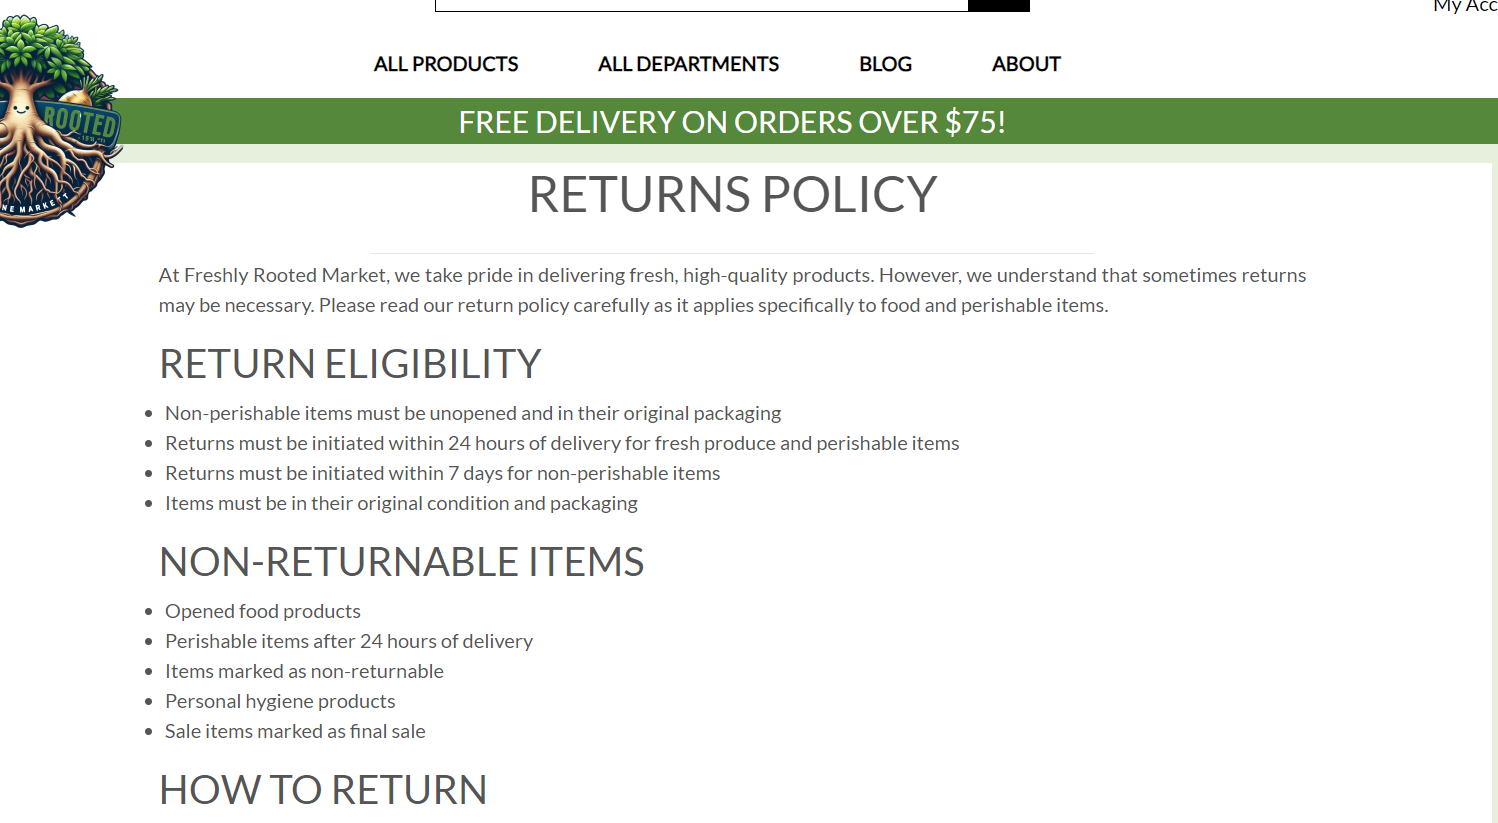 My Acc
ALL PRODUCTS
ALL DEPARTMENTS
BLOG
ABOUT
ROOTED
NE MARKET
FREE DELIVERY ON ORDERS OVER $75!
RETURNS POLICY
At Freshly Rooted Market, we take pride in delivering fresh, high-quality products. However, we understand that sometimes returns
may be necessary. Please read our return policy carefully as it applies specifically to food and perishable items.
RETURN ELIGIBILITY
• Non-perishable items must be unopened and in their original packaging
• Returns must be initiated within 24 hours of delivery for fresh produce and perishable items
• Returns must be initiated within 7 days for non-perishable items
• Items must be in their original condition and packaging
NON-RETURNABLE ITEMS
• Opened food products
• Perishable items after 24 hours of delivery
• Items marked as non-returnable
• Personal hygiene products
• Sale items marked as final sale
HOW TO RETURN